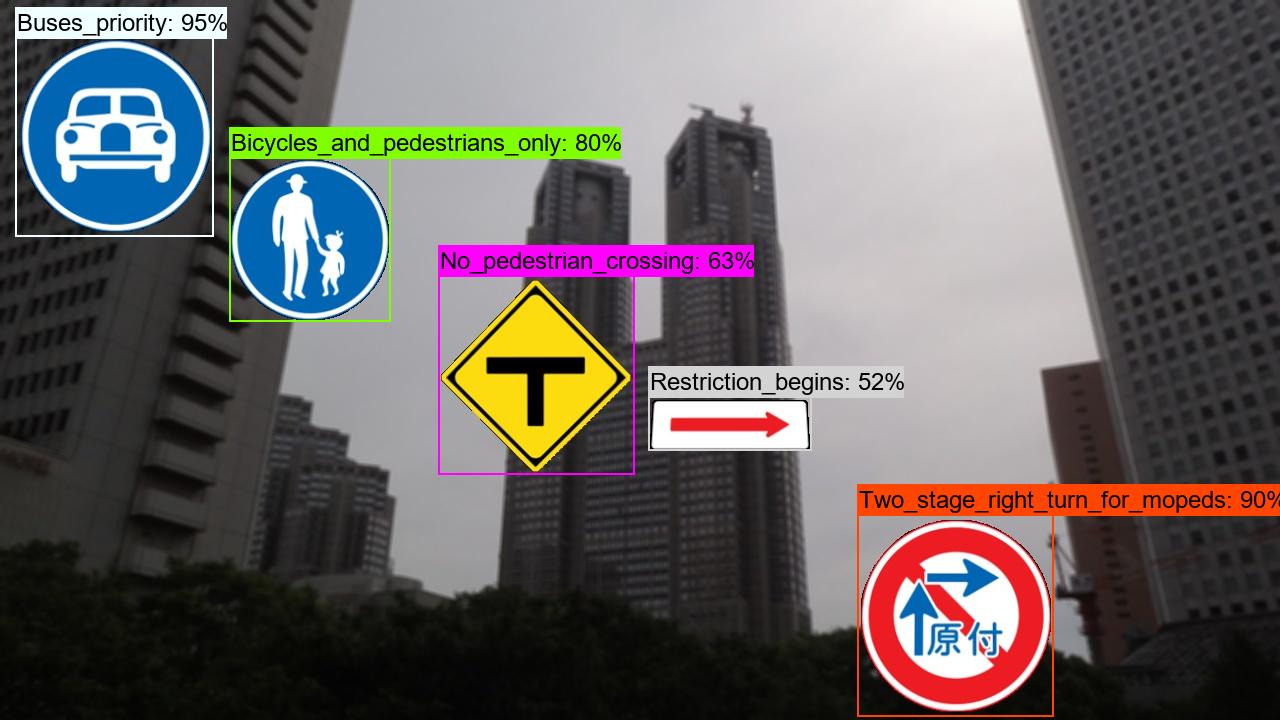 Buses_priority: 95%
Bicycles_and_pedestrians_only: 80%
No_pedestrian_crossing: 63%
Restriction_begins: 52%
Two_stage_right_turn_for_mopeds: 90%
原付